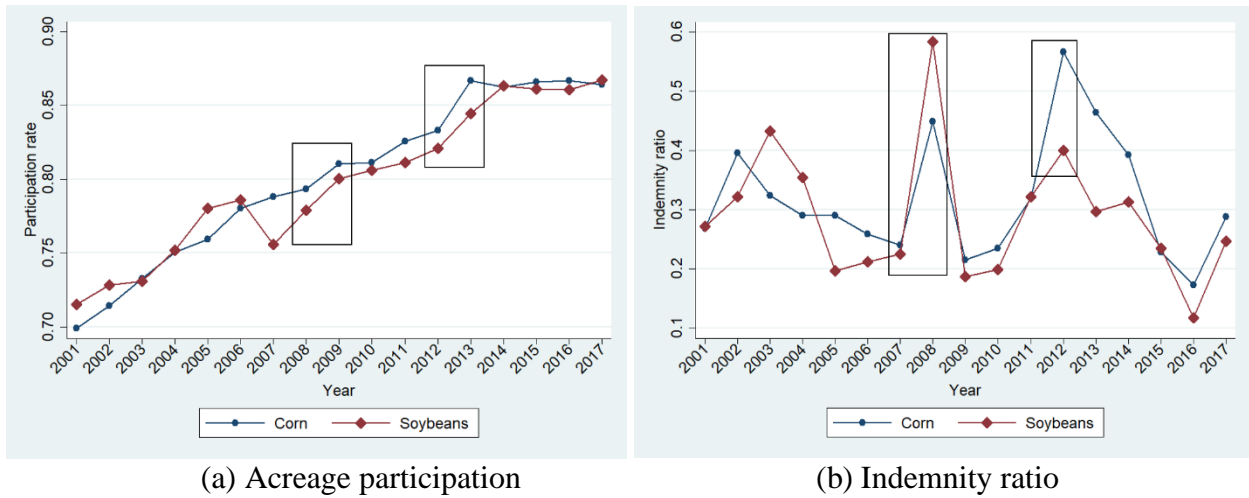 0.90
0.85
0.80
0.75
0.70
Participation rate
2001 2002 2003 2004 2005 2006 2007 2008 2009 2010 2011 2012 2013 2014 2015 2016 2017
Year
Corn Soybeans
(a) Acreage participation
0.6
0.5
0.4
0.3
0.2
0.1
Indemnity ratio
2001 2002 2003 2004 2005 2006 2007 2008 2009 2010 2011 2012 2013 2014 2015 2016 2017
Year
Corn Soybeans
(b) Indemnity ratio